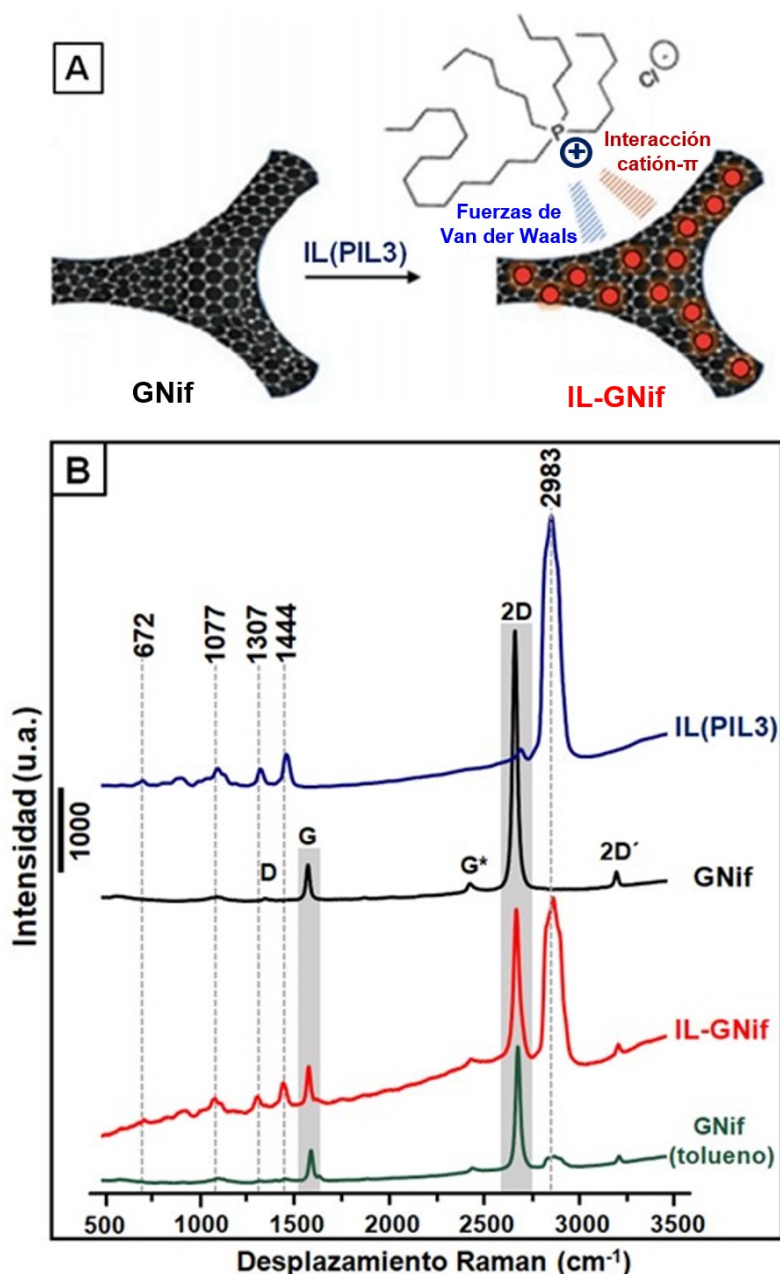 A
P
Cl
-
+
Interacción
catión-π
Fuerzas de
Van der Waals
IL(PIL3)
GNif
IL-GNif
B
2983
672
1077
1307
1444
2D
IL(PIL3)
1000
G
D
G*
2D´
GNif
IL-GNif
GNif
(tolueno)
Intensidad (u.a.)
500 1000 1500 2000 2500 3000 3500
Desplazamiento Raman (cm⁻¹)